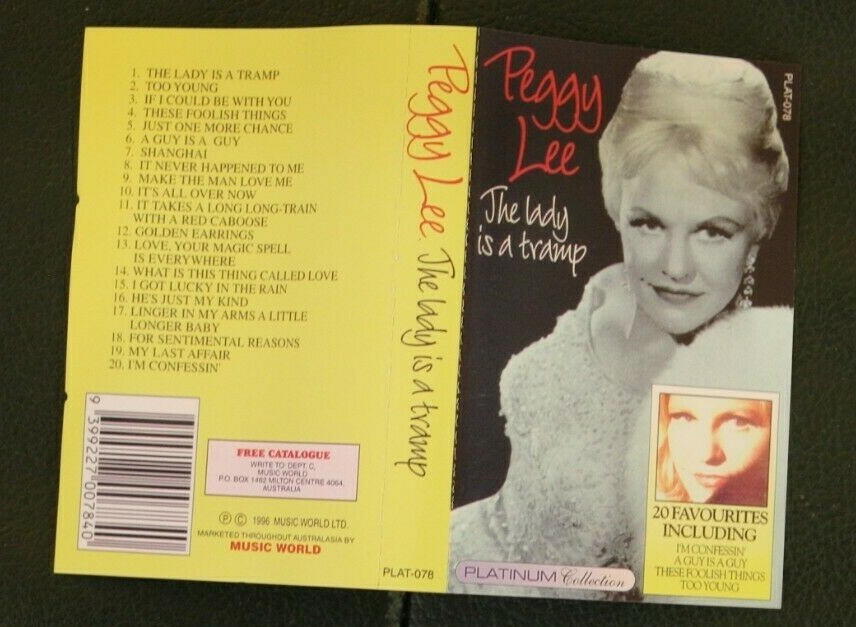 1. THE LADY IS A TRAMP
2. TOO YOUNG
3. IF I COULD BE WITH YOU
4. THESE FOOLISH THINGS
5. JUST ONE MORE CHANCE
6. A GUY IS A GUY
7. SHANGHAI
8. IT NEVER HAPPENED TO ME
9. MAKE THE MAN LOVE ME
10. IT'S ALL OVER NOW
11. IT TAKES A LONG LONG-TRAIN
WITH A RED CABOOSE
12. GOLDEN EARRINGS
13. LOVE, YOUR MAGIC SPELL
IS EVERYWHERE
14. WHAT IS THIS THING CALLED LOVE
15. I GOT LUCKY IN THE RAIN
16. HE'S JUST MY KIND
17. LINGER IN MY ARMS A LITTLE
LONGER BABY
18. FOR SENTIMENTAL REASONS
19. MY LAST AFFAIR
20. I'M CONFESSIN'
9 399227 007840
FREE CATALOGUE
WRITE TO: DEPT. C,
MUSIC WORLD
P.O. BOX 1462 MILTON CENTRE 4064,
AUSTRALIA
Ⓟ © 1996 MUSIC WORLD LTD.
MARKETED THROUGHOUT AUSTRALASIA BY
MUSIC WORLD
Peggy Lee. The lady is a tramp
PLAT-078
Peggy
Lee
The lady
is a tramp
PLAT-078
20 FAVOURITES
INCLUDING
I'M CONFESSIN'
A GUY IS A GUY
THESE FOOLISH THINGS
TOO YOUNG
PLATINUM Collection